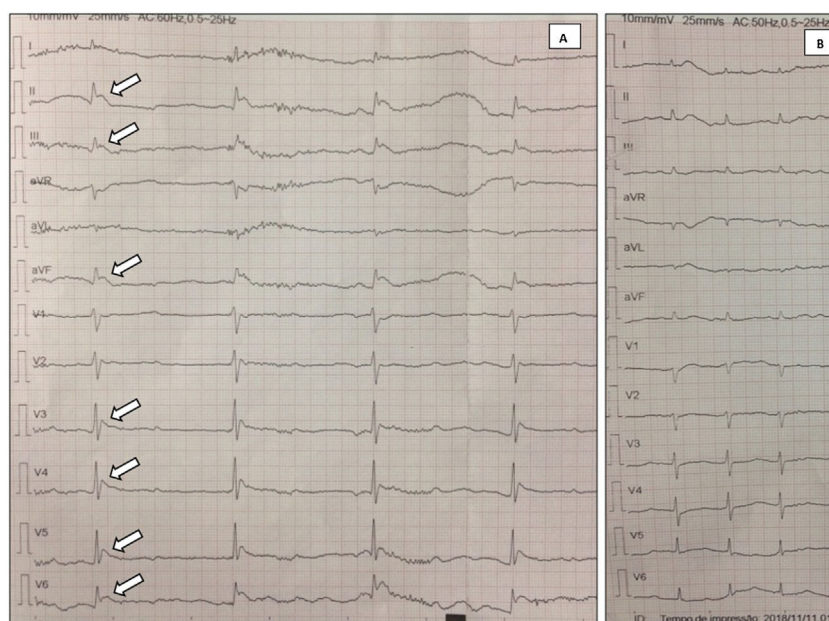 10mm/mV 25mm/s AC 60Hz,0.5~25Hz
A
I
II
III
aVR
aVL
aVF
V1
V2
V3
V4
V5
V6
10mm/mV 25mm/s AC 50Hz,0.5~25Hz
B
I
II
III
aVR
aVL
aVF
V1
V2
V3
V4
V5
V6
ID: Tempo de impressão: 2018/11/11